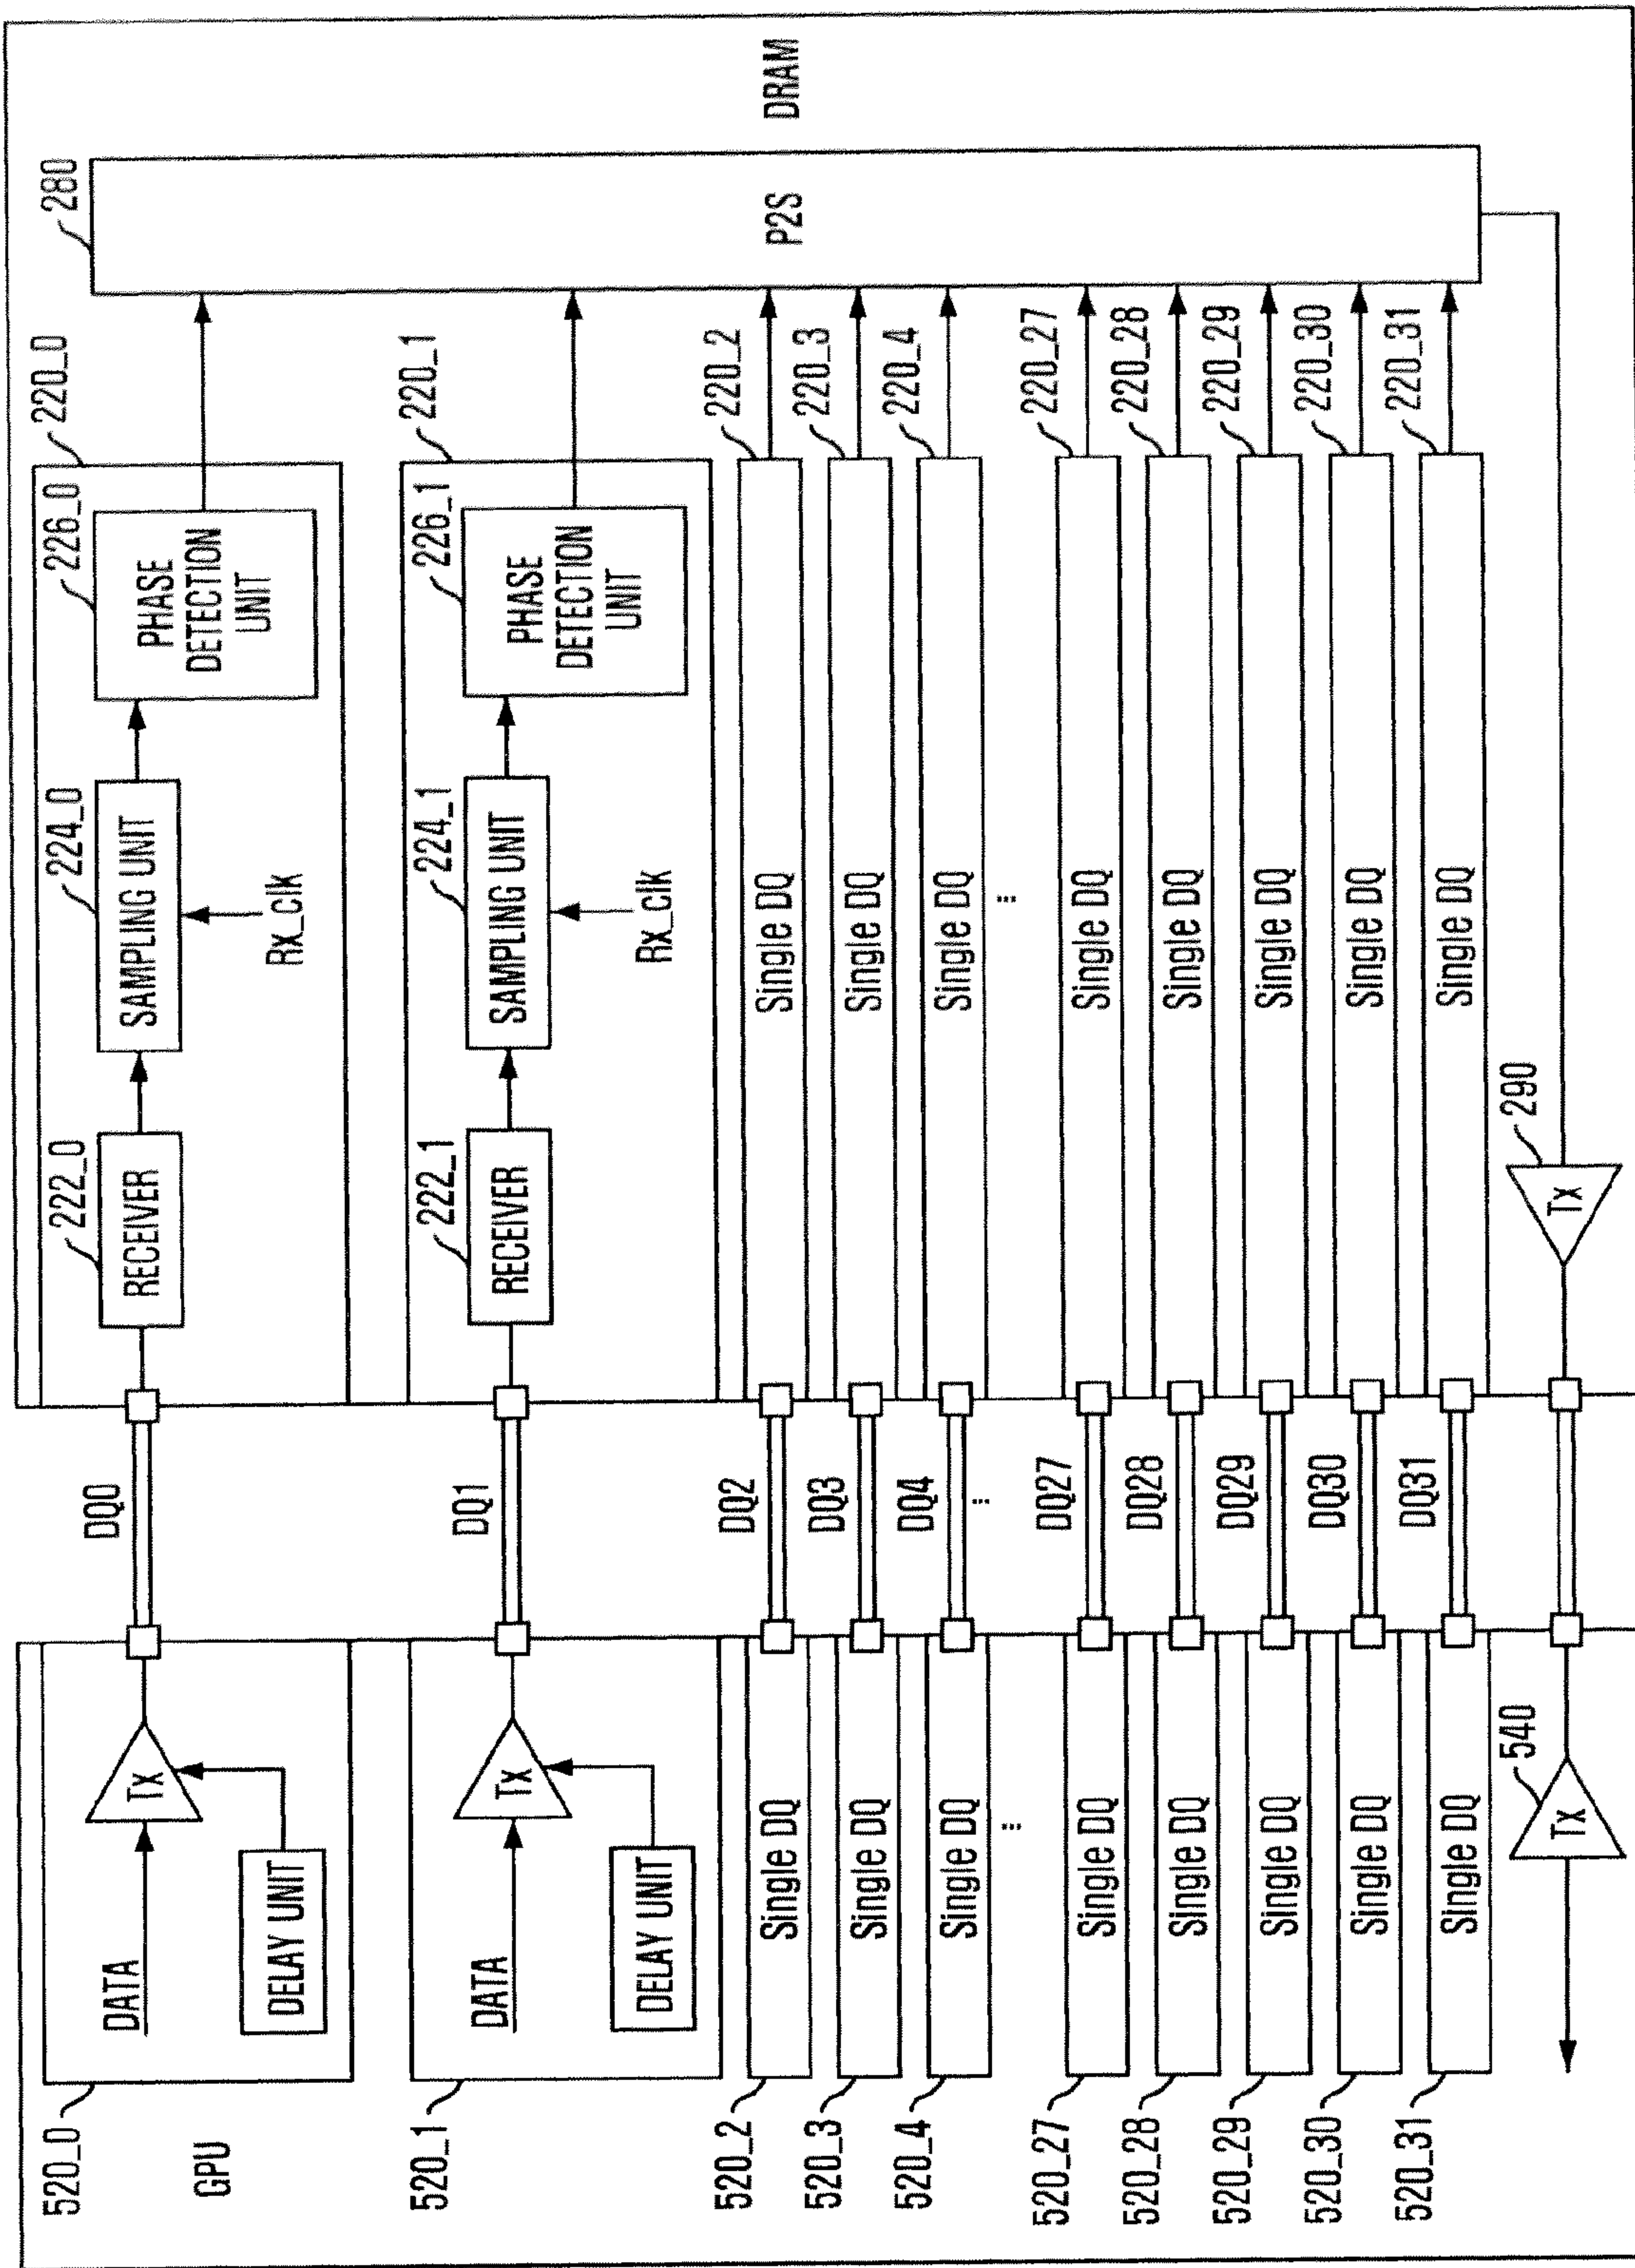 520_0
GPU
DATA
DELAY UNIT
Tx
DQ0
222_0
RECEIVER
224_0
SAMPLING UNIT
Rx_clk
226_0
PHASE
DETECTION
UNIT
220_0
280
P2S
DRAM
520_1
DATA
DELAY UNIT
Tx
DQ1
222_1
RECEIVER
224_1
SAMPLING UNIT
Rx_clk
226_1
PHASE
DETECTION
UNIT
220_1
520_2
Single DQ
DQ2
Single DQ
220_2
520_3
Single DQ
DQ3
Single DQ
220_3
520_4
Single DQ
DQ4
Single DQ
220_4
...
...
...
520_27
Single DQ
DQ27
Single DQ
220_27
520_28
Single DQ
DQ28
Single DQ
220_28
520_29
Single DQ
DQ29
Single DQ
220_29
520_30
Single DQ
DQ30
Single DQ
220_30
520_31
Single DQ
DQ31
Single DQ
220_31
540
Tx
290
Tx